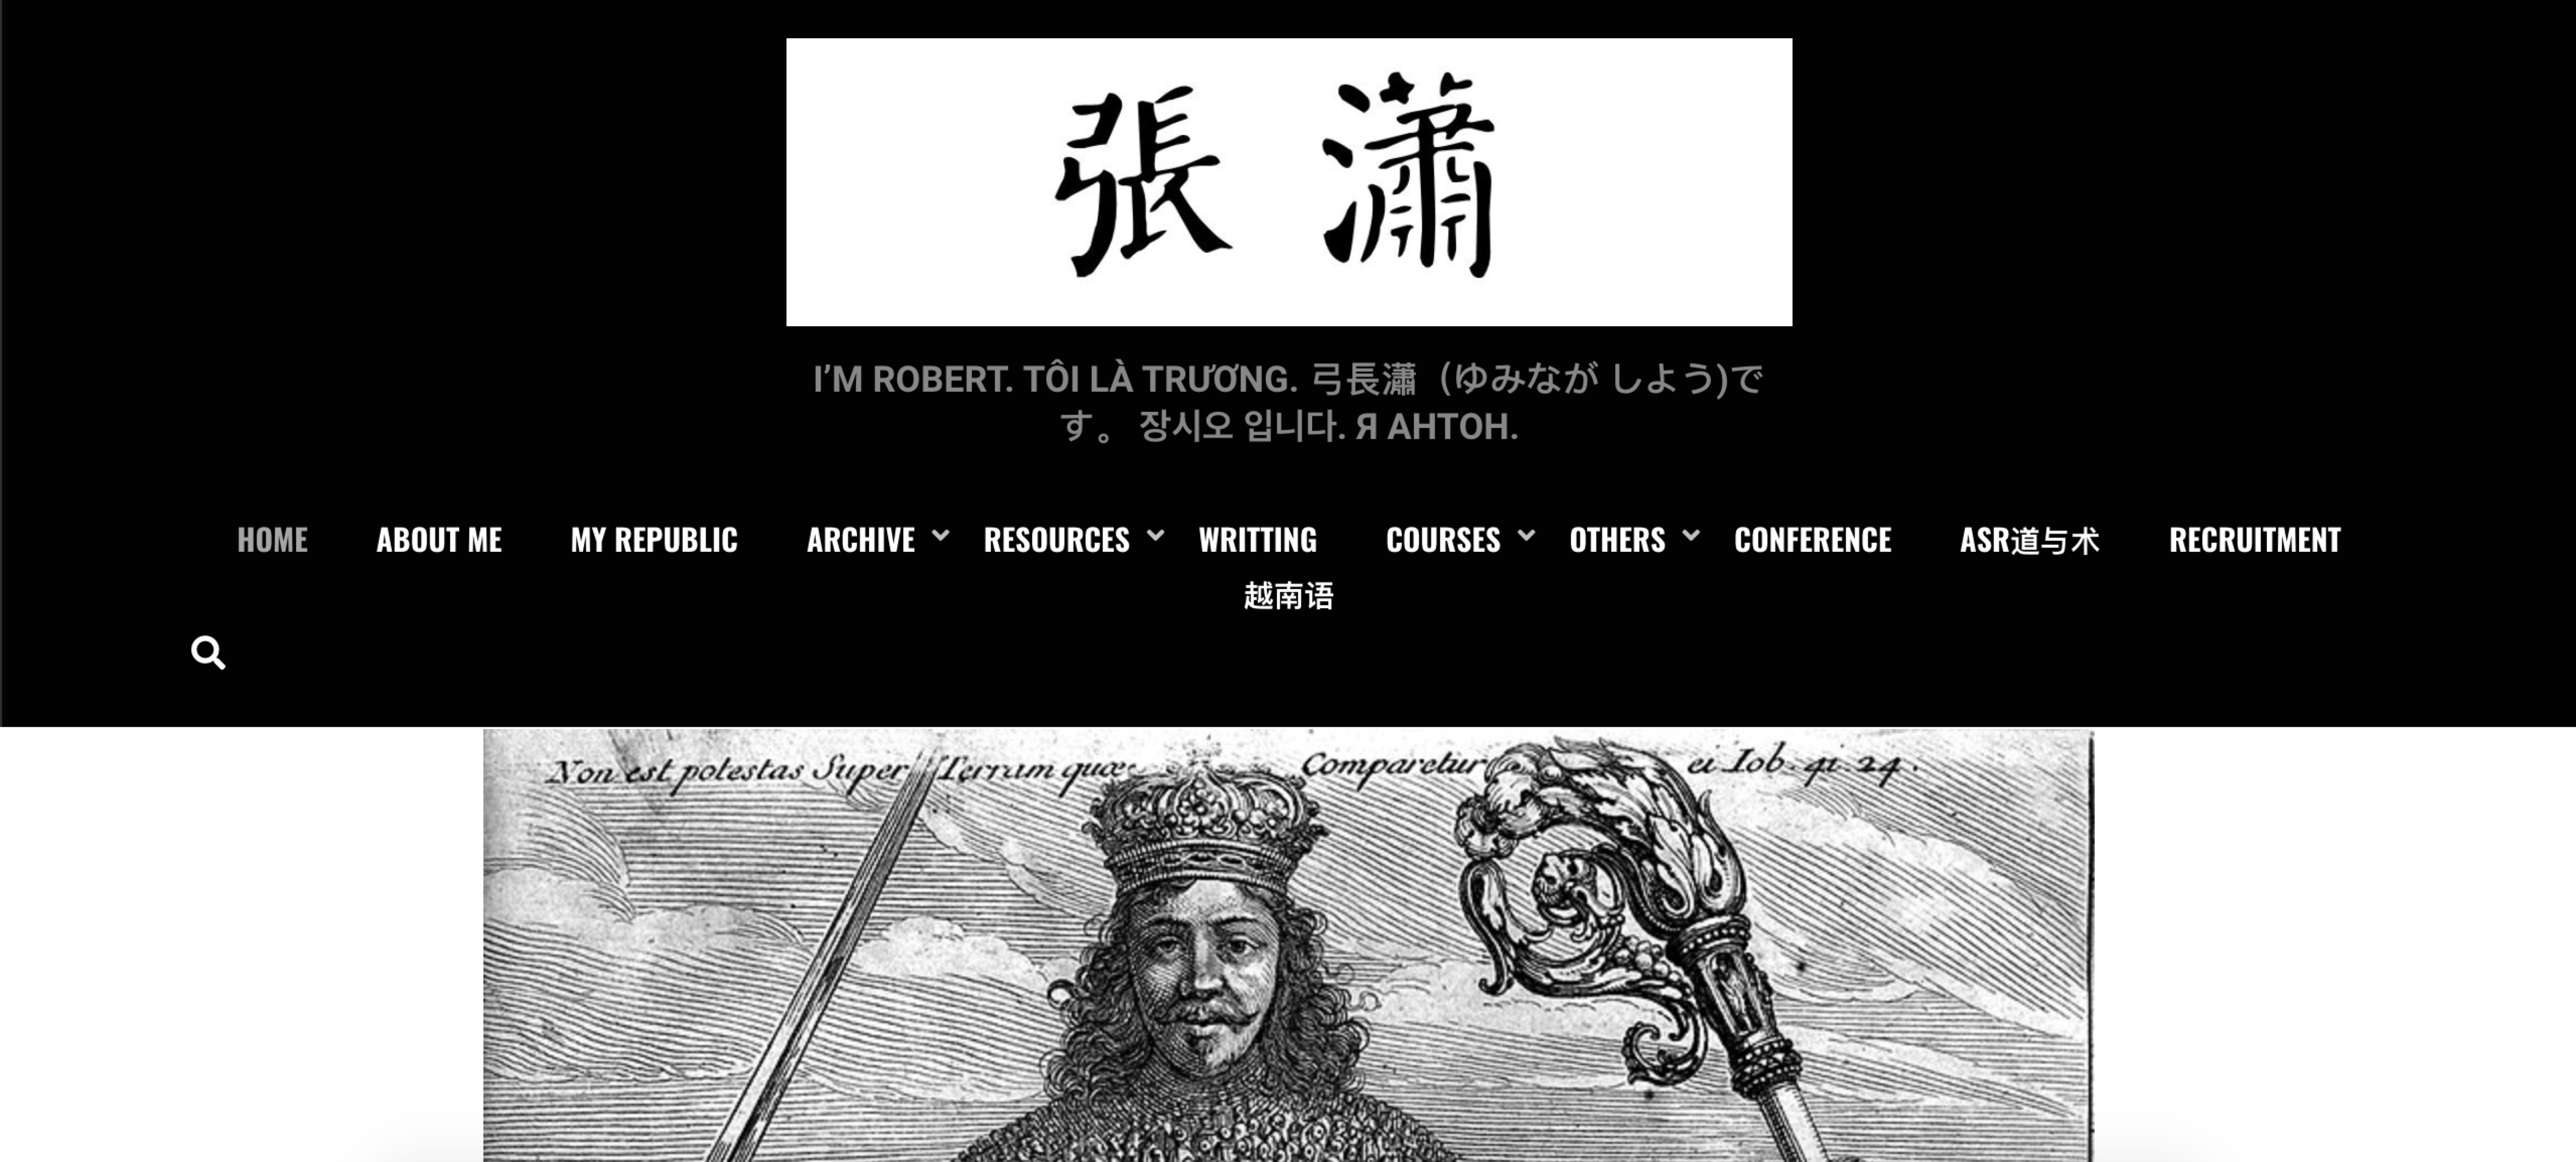 張 瀟
I’M ROBERT. TÔI LÀ TRƯƠNG. 弓長瀟（ゆみなが しよう)で
す。 장시오 입니다. Я АНТОН.
HOME ABOUT ME MY REPUBLIC ARCHIVE RESOURCES WRITTING COURSES OTHERS CONFERENCE ASR道与术 RECRUITMENT
越南语
Non est potestas Super Terram quæ Comparetur ei Iob. 41. 24.